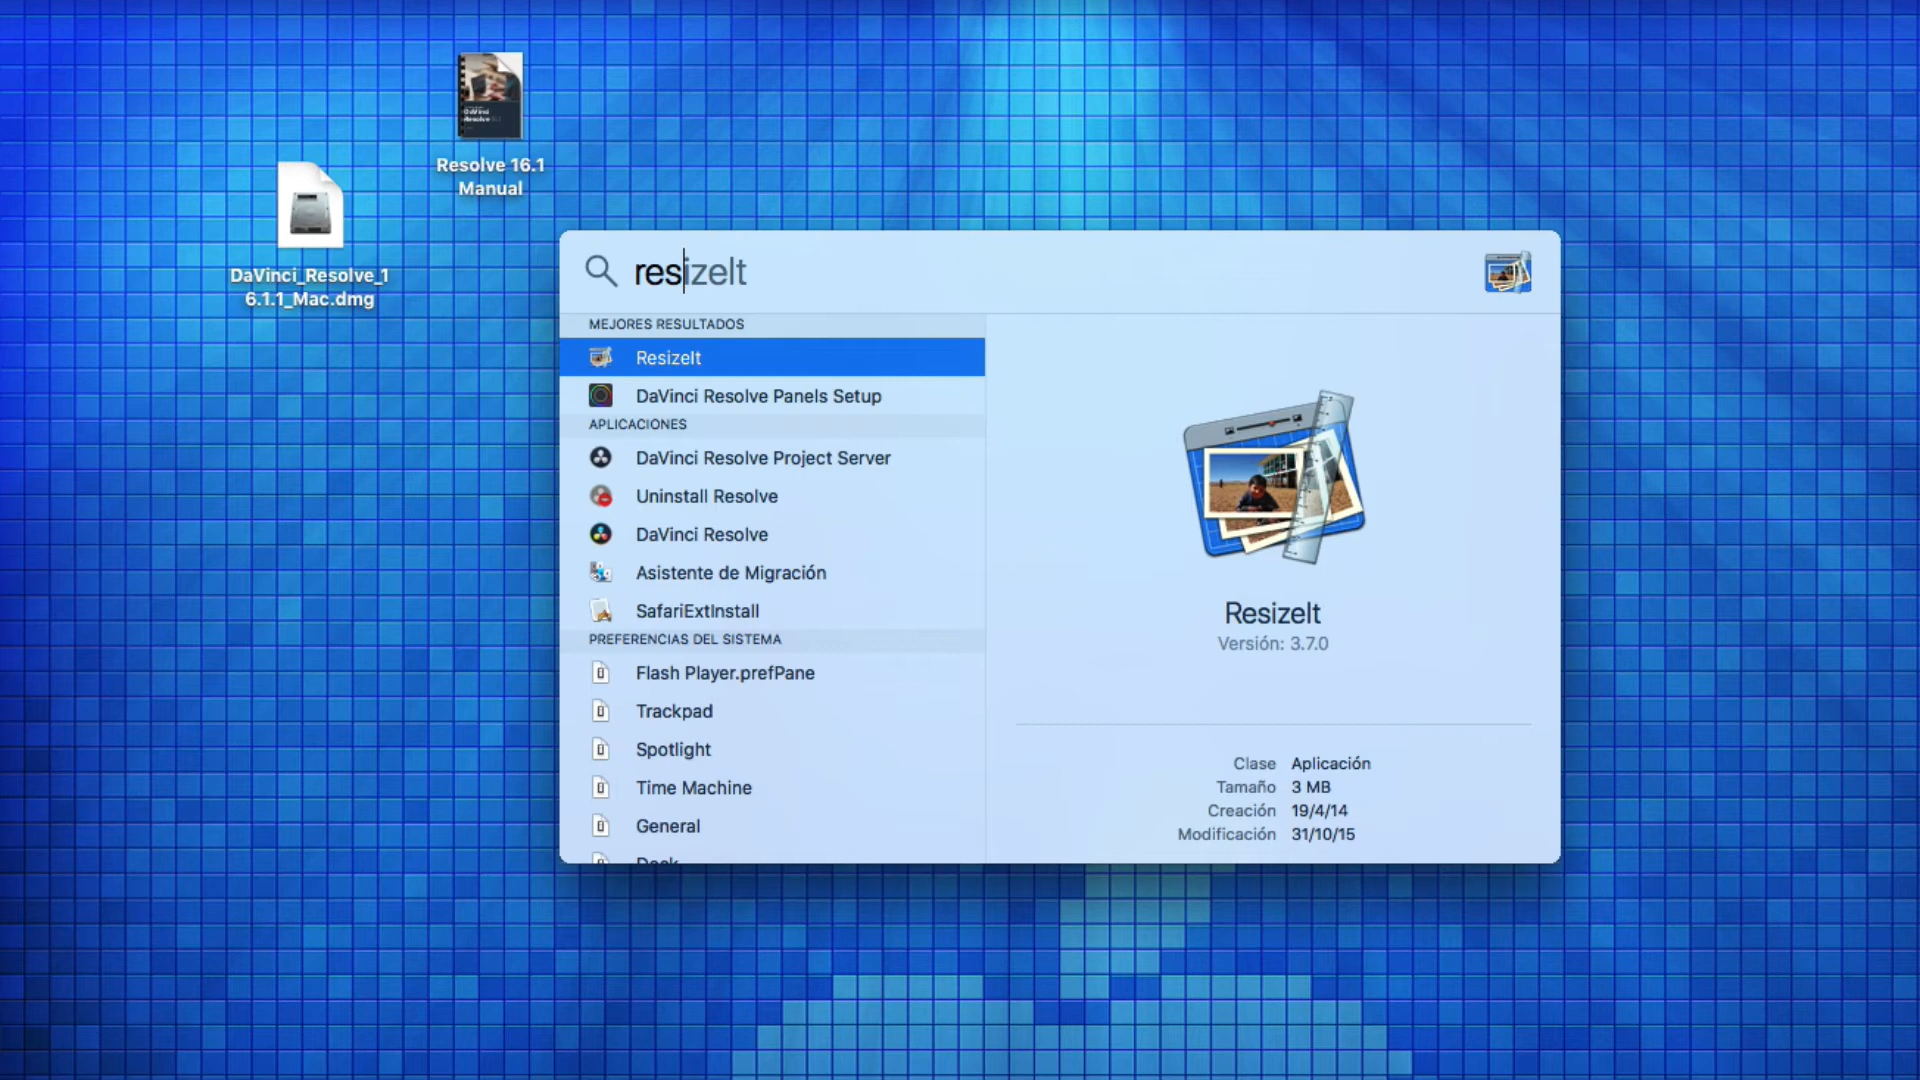 Resolve 16.1
Manual
DaVinci_Resolve_1
6.1.1_Mac.dmg
resizeIt
MEJORES RESULTADOS
ResizeIt
DaVinci Resolve Panels Setup
APLICACIONES
DaVinci Resolve Project Server
Uninstall Resolve
DaVinci Resolve
Asistente de Migración
SafariExtInstall
PREFERENCIAS DEL SISTEMA
Flash Player.prefPane
Trackpad
Spotlight
Time Machine
General
Dock
ResizeIt
Versión: 3.7.0
Clase Aplicación
Tamaño 3 MB
Creación 19/4/14
Modificación 31/10/15